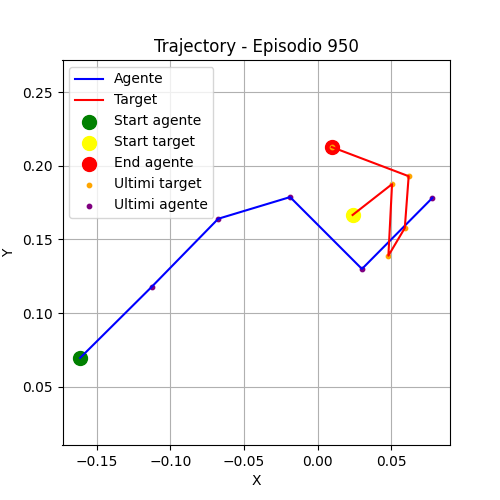 Trajectory - Episodio 950
Agente
Target
Start agente
Start target
End agente
Ultimi target
Ultimi agente
0.25
0.20
0.15
0.10
0.05
Y
−0.15
−0.10
−0.05
0.00
0.05
X